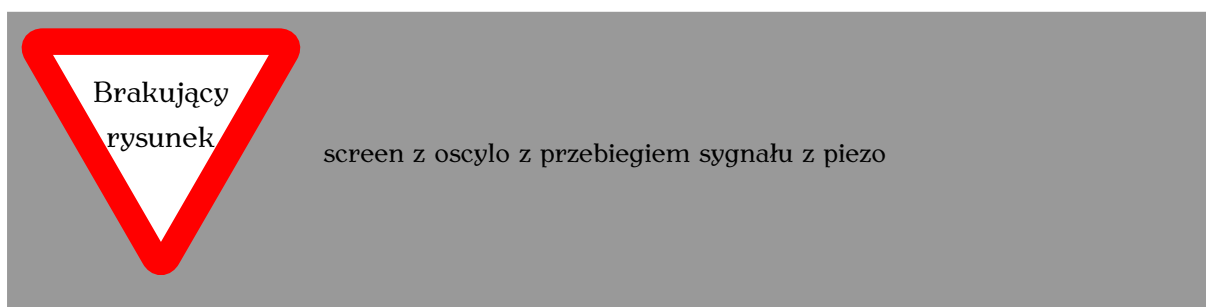 Brakujący
rysunek
screen z oscylo z przebiegiem sygnału z piezo